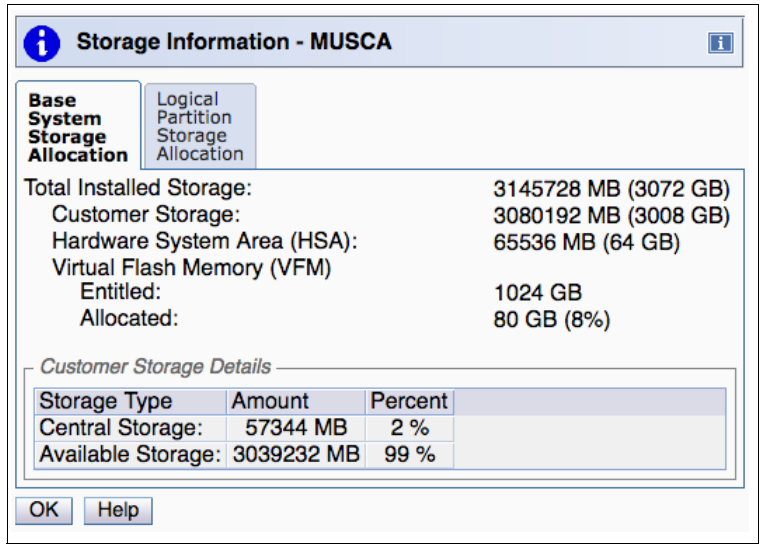 Storage Information - MUSCA
Base
System
Storage
Allocation
Logical
Partition
Storage
Allocation
Total Installed Storage: 3145728 MB (3072 GB)
Customer Storage: 3080192 MB (3008 GB)
Hardware System Area (HSA): 65536 MB (64 GB)
Virtual Flash Memory (VFM)
Entitled: 1024 GB
Allocated: 80 GB (8%)
Customer Storage Details
Storage Type Amount Percent
Central Storage: 57344 MB 2 %
Available Storage: 3039232 MB 99 %
OK Help